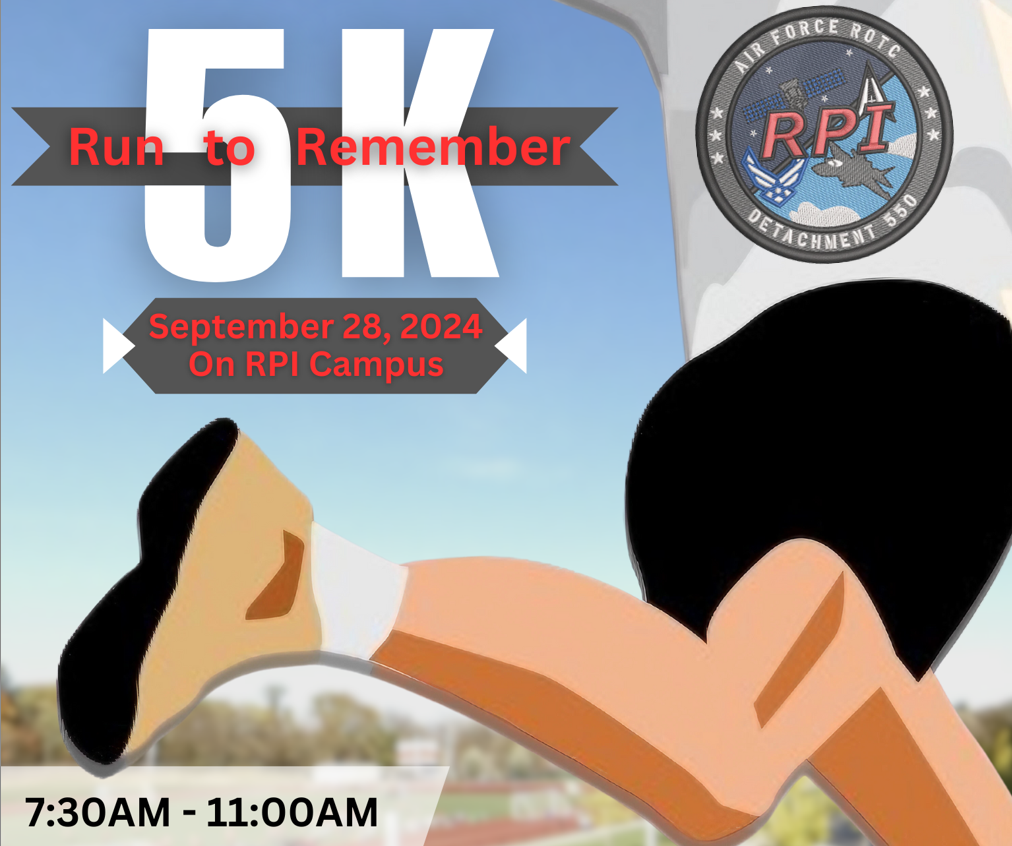 5K
Run to Remember
September 28, 2024
On RPI Campus
AIR FORCE ROTC
RPI
DETACHMENT 550
7:30AM - 11:00AM